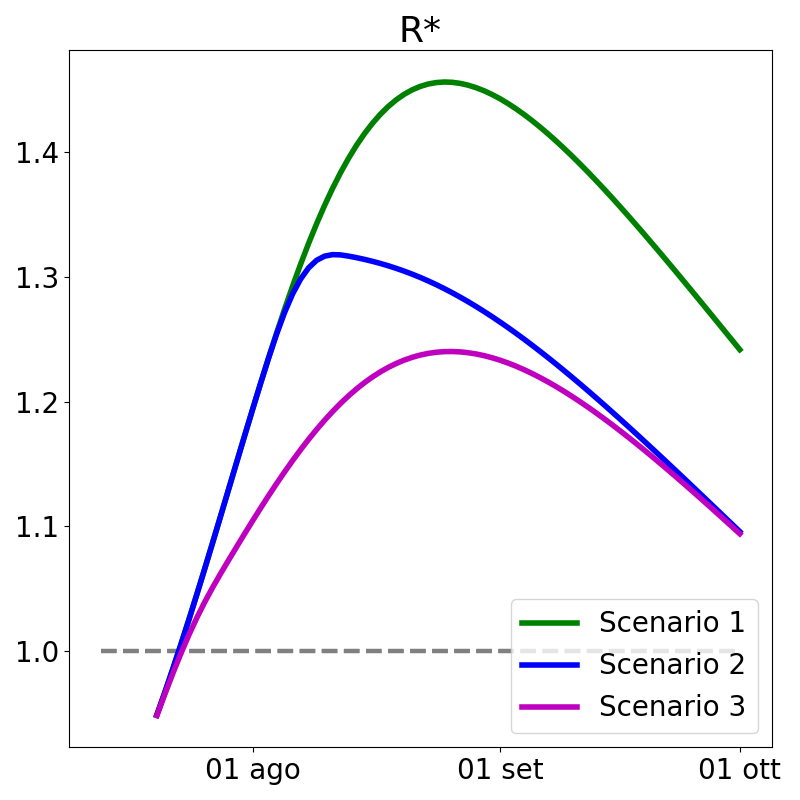 R*
1.4
1.3
1.2
1.1
1.0
01 ago
01 set
01 ott
Scenario 1
Scenario 2
Scenario 3